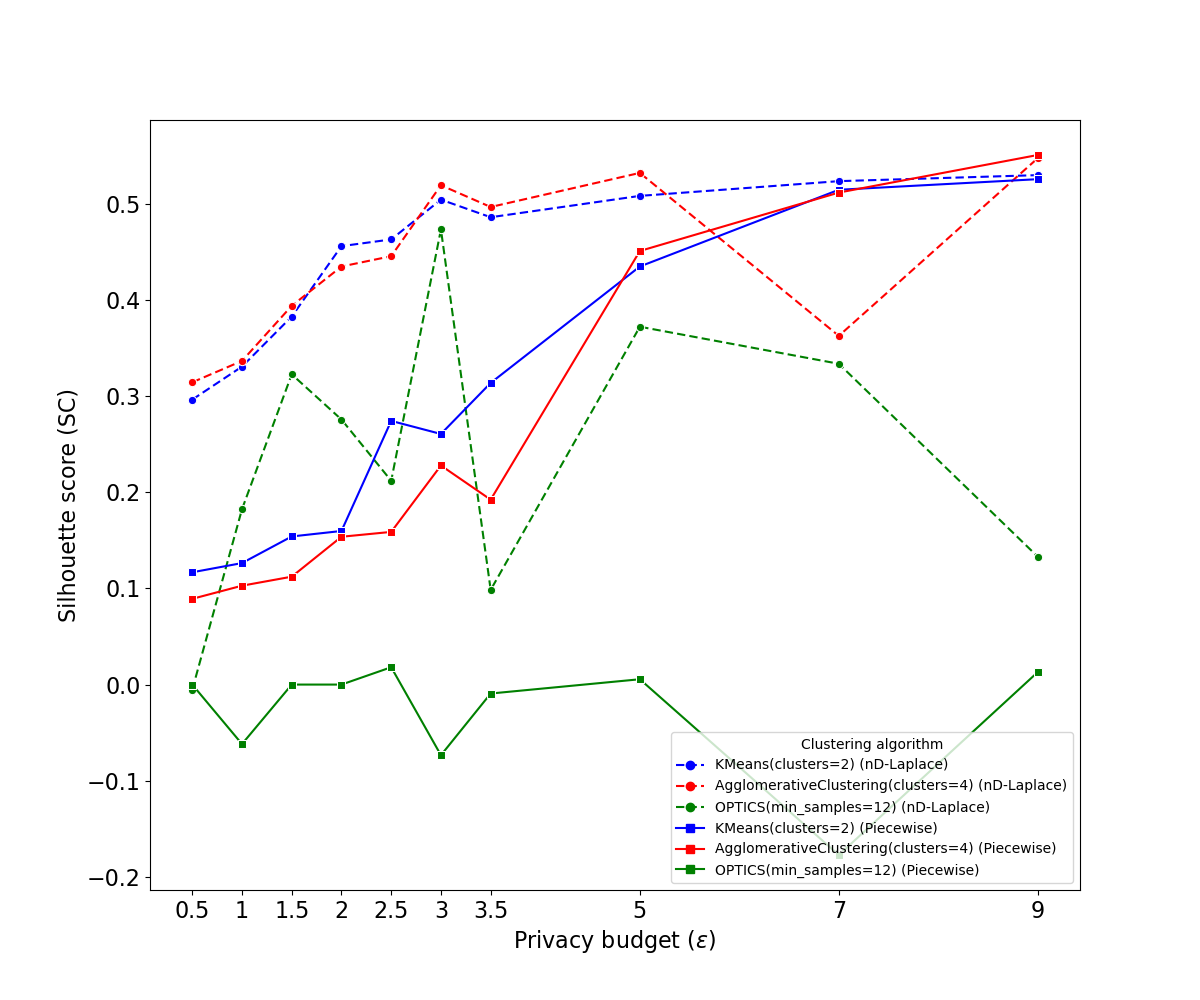 0.5
0.4
0.3
0.2
0.1
0.0
−0.1
−0.2
Silhouette score (SC)
0.5 1 1.5 2 2.5 3 3.5 5 7 9
Privacy budget (ε)
Clustering algorithm
KMeans(clusters=2) (nD-Laplace)
AgglomerativeClustering(clusters=4) (nD-Laplace)
OPTICS(min_samples=12) (nD-Laplace)
KMeans(clusters=2) (Piecewise)
AgglomerativeClustering(clusters=4) (Piecewise)
OPTICS(min_samples=12) (Piecewise)